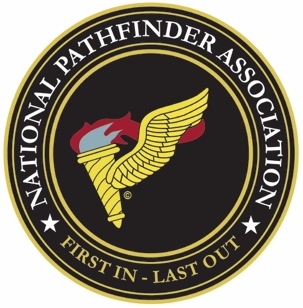 NATIONAL PATHFINDER ASSOCIATION
©
FIRST IN - LAST OUT